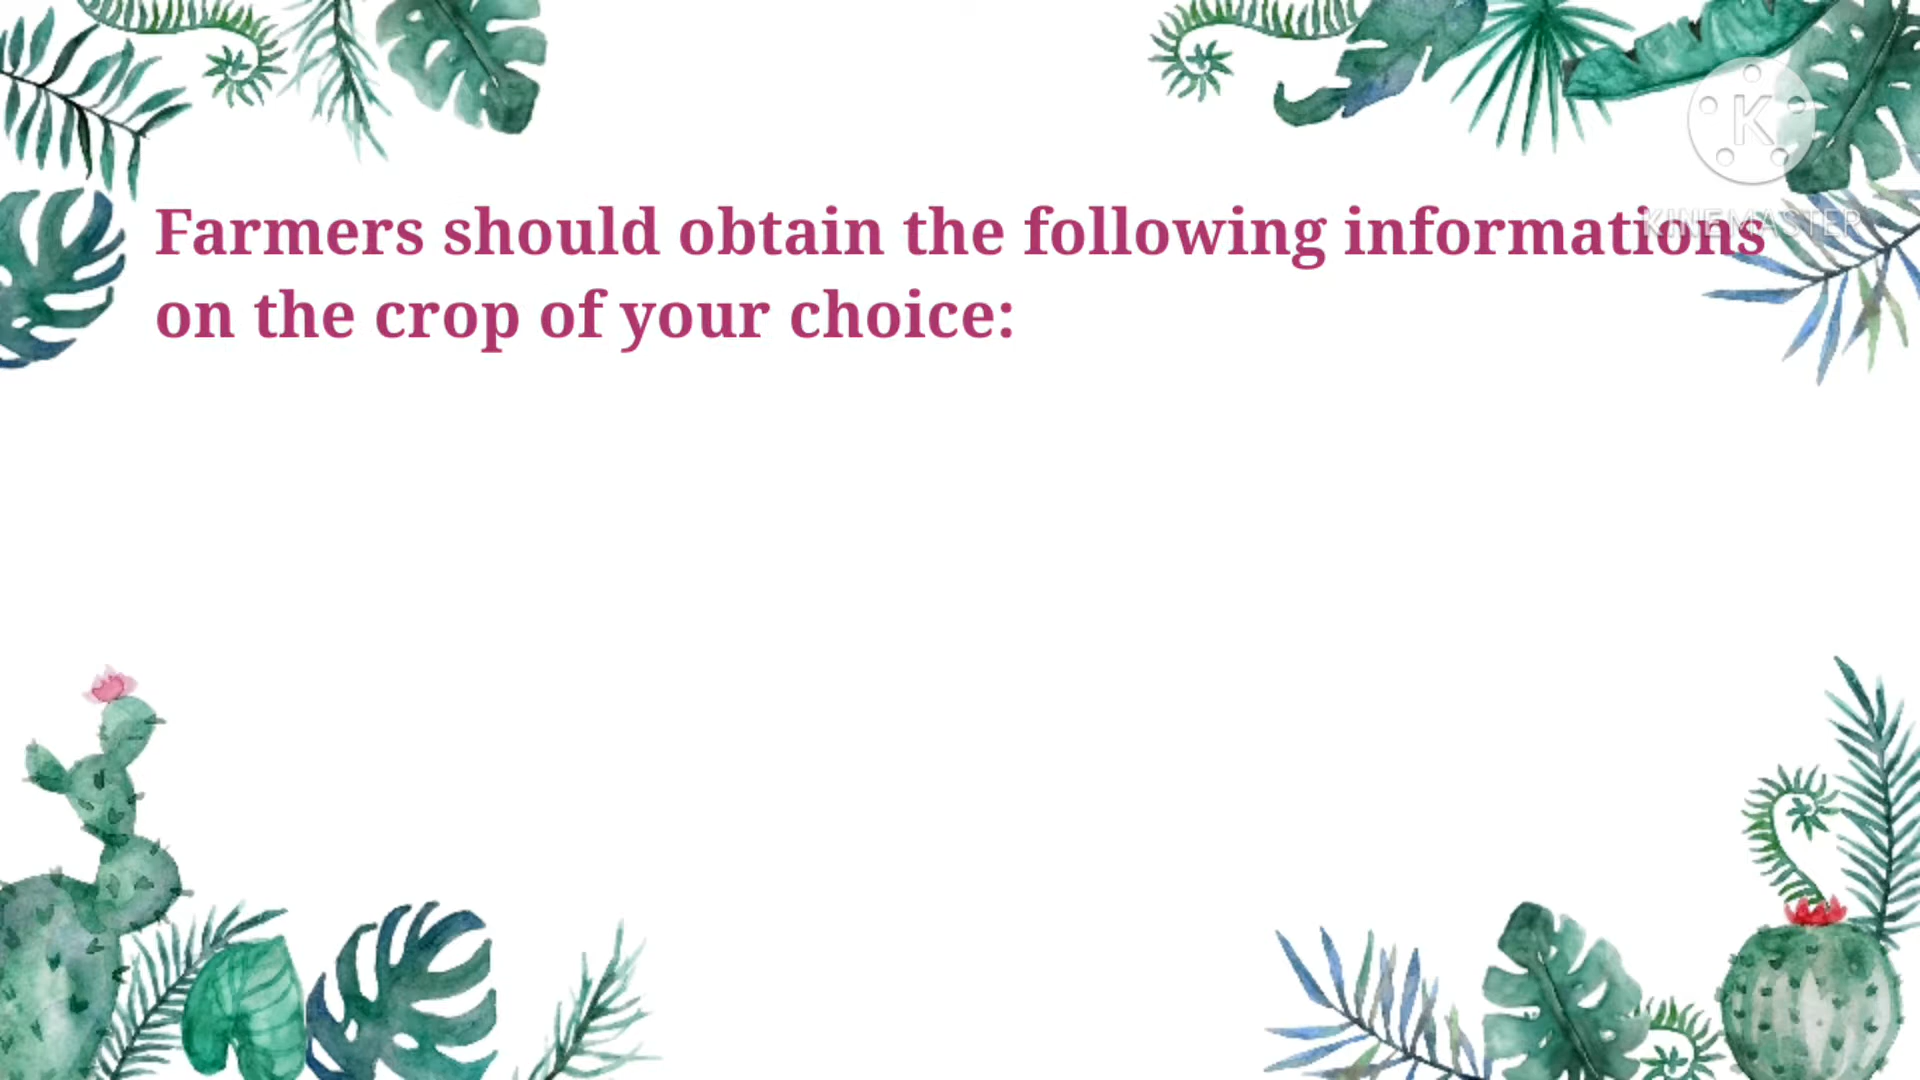 K
KINEMASTER
Farmers should obtain the following informations
on the crop of your choice: